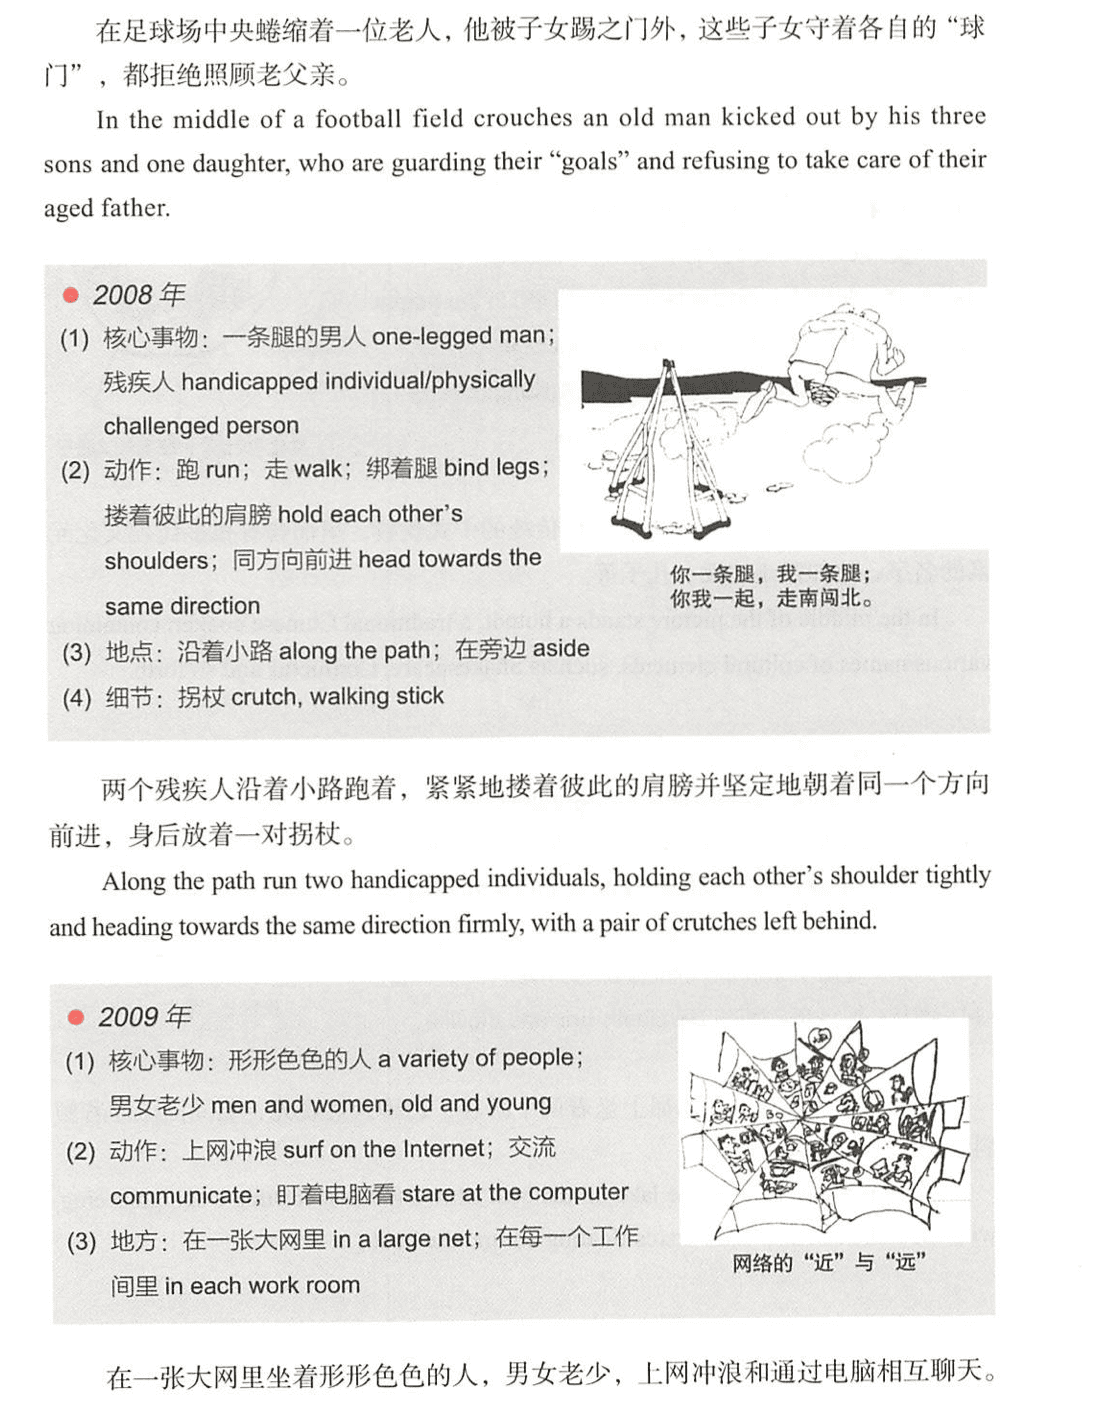 在足球场中央蜷缩着一位老人，他被子女踢之门外，这些子女守着各自的“球
门”，都拒绝照顾老父亲。
In the middle of a football field crouches an old man kicked out by his three
sons and one daughter, who are guarding their “goals” and refusing to take care of their
aged father.
● 2008 年
(1) 核心事物：一条腿的男人 one-legged man；
残疾人 handicapped individual/physically
challenged person
(2) 动作：跑 run；走 walk；绑着腿 bind legs；
搂着彼此的肩膀 hold each other’s
shoulders；同方向前进 head towards the
same direction
(3) 地点：沿着小路 along the path；在旁边 aside
(4) 细节：拐杖 crutch, walking stick
你一条腿，我一条腿；
你我一起，走南闯北。
两个残疾人沿着小路跑着，紧紧地搂着彼此的肩膀并坚定地朝着同一个方向
前进，身后放着一对拐杖。
Along the path run two handicapped individuals, holding each other’s shoulder tightly
and heading towards the same direction firmly, with a pair of crutches left behind.
● 2009 年
(1) 核心事物：形形色色的人 a variety of people；
男女老少 men and women, old and young
(2) 动作：上网冲浪 surf on the Internet；交流
communicate；盯着电脑看 stare at the computer
(3) 地方：在一张大网里 in a large net；在每一个工作
间里 in each work room
网络的“近”与“远”
在一张大网里坐着形形色色的人，男女老少，上网冲浪和通过电脑相互聊天。